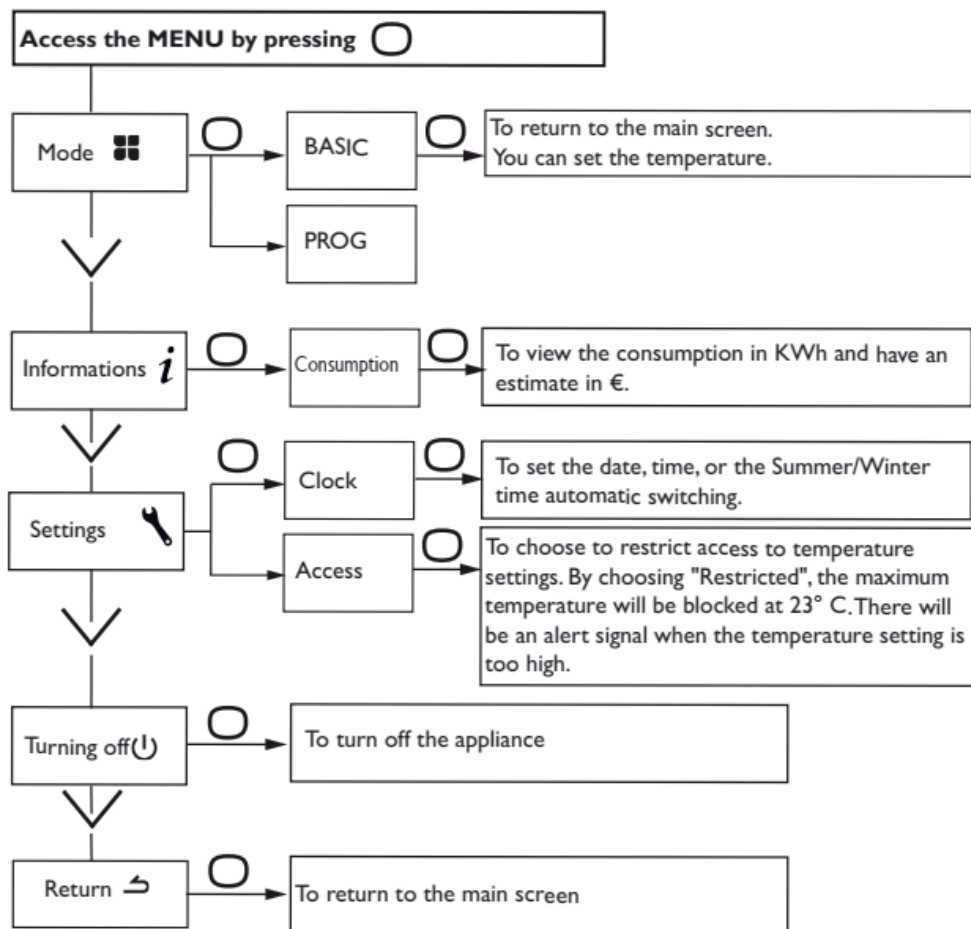 Access the MENU by pressing
Mode
BASIC
To return to the main screen.
You can set the temperature.
PROG
Informations i
Consumption
To view the consumption in KWh and have an
estimate in €.
Settings
Clock
To set the date, time, or the Summer/Winter
time automatic switching.
Access
To choose to restrict access to temperature
settings. By choosing "Restricted", the maximum
temperature will be blocked at 23° C. There will
be an alert signal when the temperature setting is
too high.
Turning off
To turn off the appliance
Return
To return to the main screen